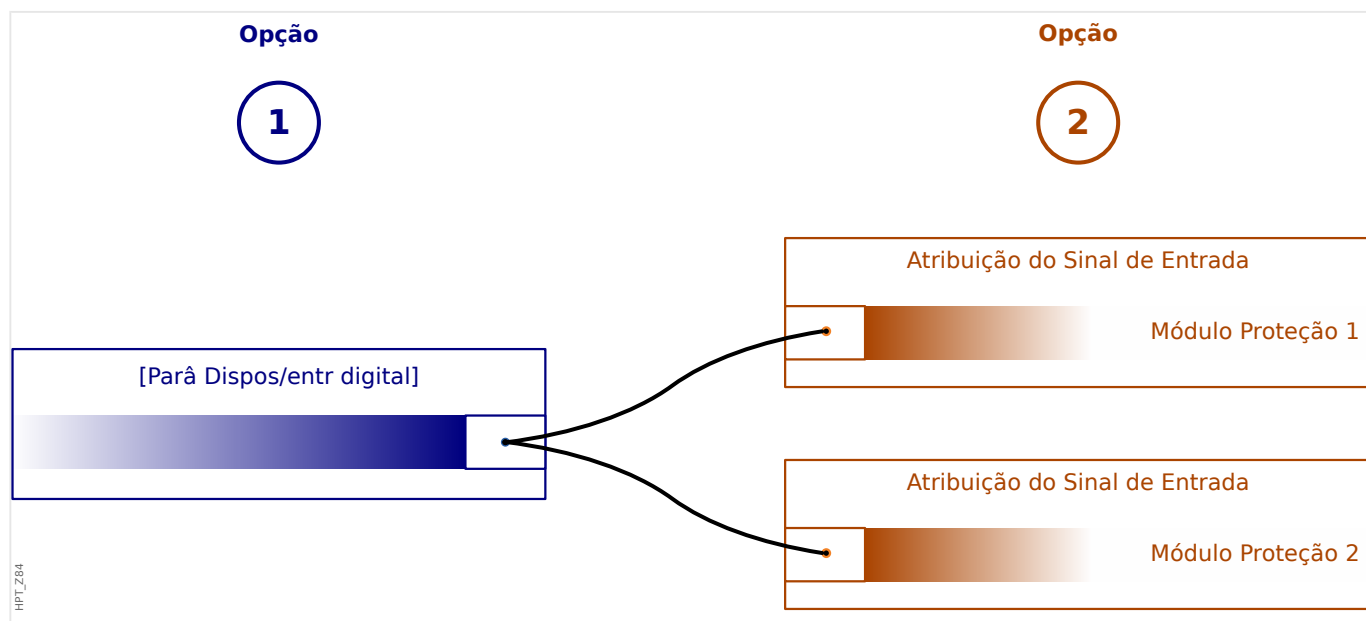 Opção
1
Opção
2
[Parâ Dispos/entr digital]
Atribuição do Sinal de Entrada
Módulo Proteção 1
Atribuição do Sinal de Entrada
Módulo Proteção 2
HPT_Z84